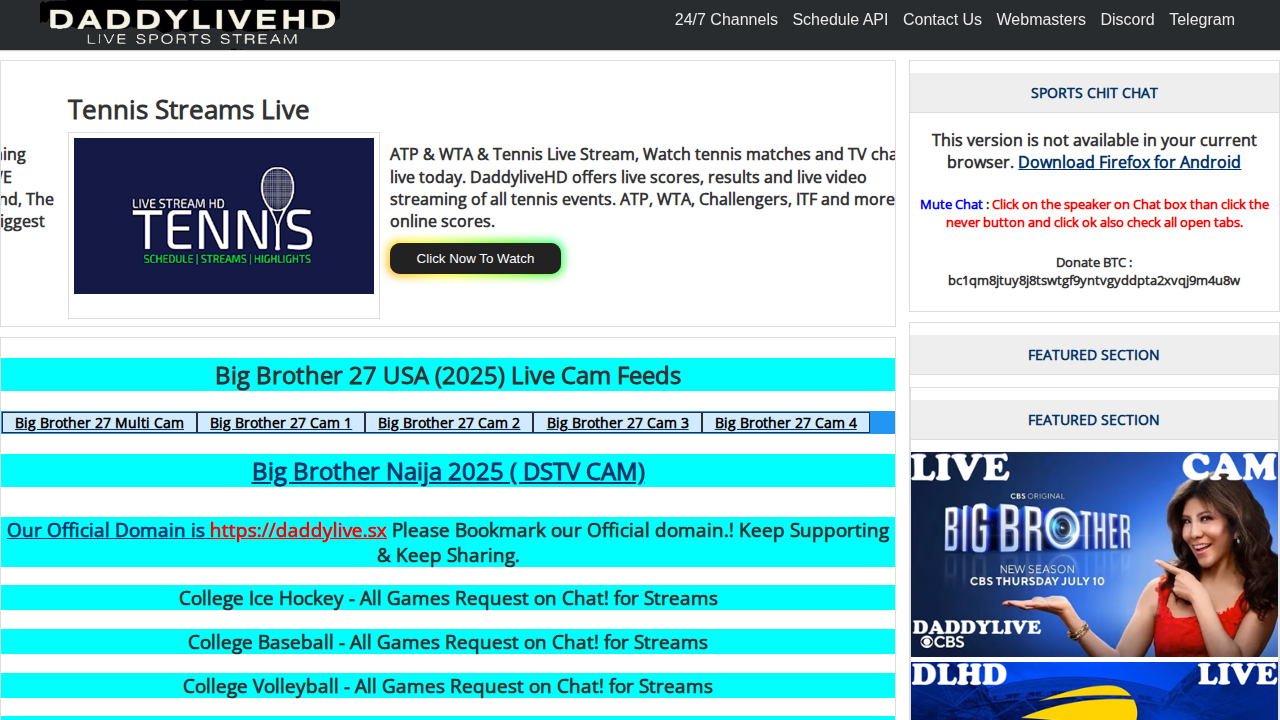 DADDYLIVEHD
LIVE SPORTS STREAM
24/7 Channels Schedule API Contact Us Webmasters Discord Telegram
Tennis Streams Live
LIVE STREAM HD
TENNIS
SCHEDULE | STREAMS | HIGHLIGHTS
nd, The
iggest
ATP & WTA & Tennis Live Stream, Watch tennis matches and TV cha
live today. DaddyliveHD offers live scores, results and live video
streaming of all tennis events. ATP, WTA, Challengers, ITF and more
online scores.
Click Now To Watch
Big Brother 27 USA (2025) Live Cam Feeds
Big Brother 27 Multi Cam Big Brother 27 Cam 1 Big Brother 27 Cam 2 Big Brother 27 Cam 3 Big Brother 27 Cam 4
Big Brother Naija 2025 ( DSTV CAM)
Our Official Domain is https://daddylive.sx Please Bookmark our Official domain.! Keep Supporting
& Keep Sharing.
College Ice Hockey - All Games Request on Chat! for Streams
College Baseball - All Games Request on Chat! for Streams
College Volleyball - All Games Request on Chat! for Streams
SPORTS CHIT CHAT
This version is not available in your current
browser. Download Firefox for Android
Mute Chat : Click on the speaker on Chat box than click the
never button and click ok also check all open tabs.
Donate BTC :
bc1qm8jtuy8j8tswtgf9yntvgyddpta2xvqj9m4u8w
FEATURED SECTION
FEATURED SECTION
LIVE CAM
CBS ORIGINAL
BIG BROTHER
NEW SEASON
CBS THURSDAY JULY 10
DADDYLIVE
CBS
DLHD LIVE